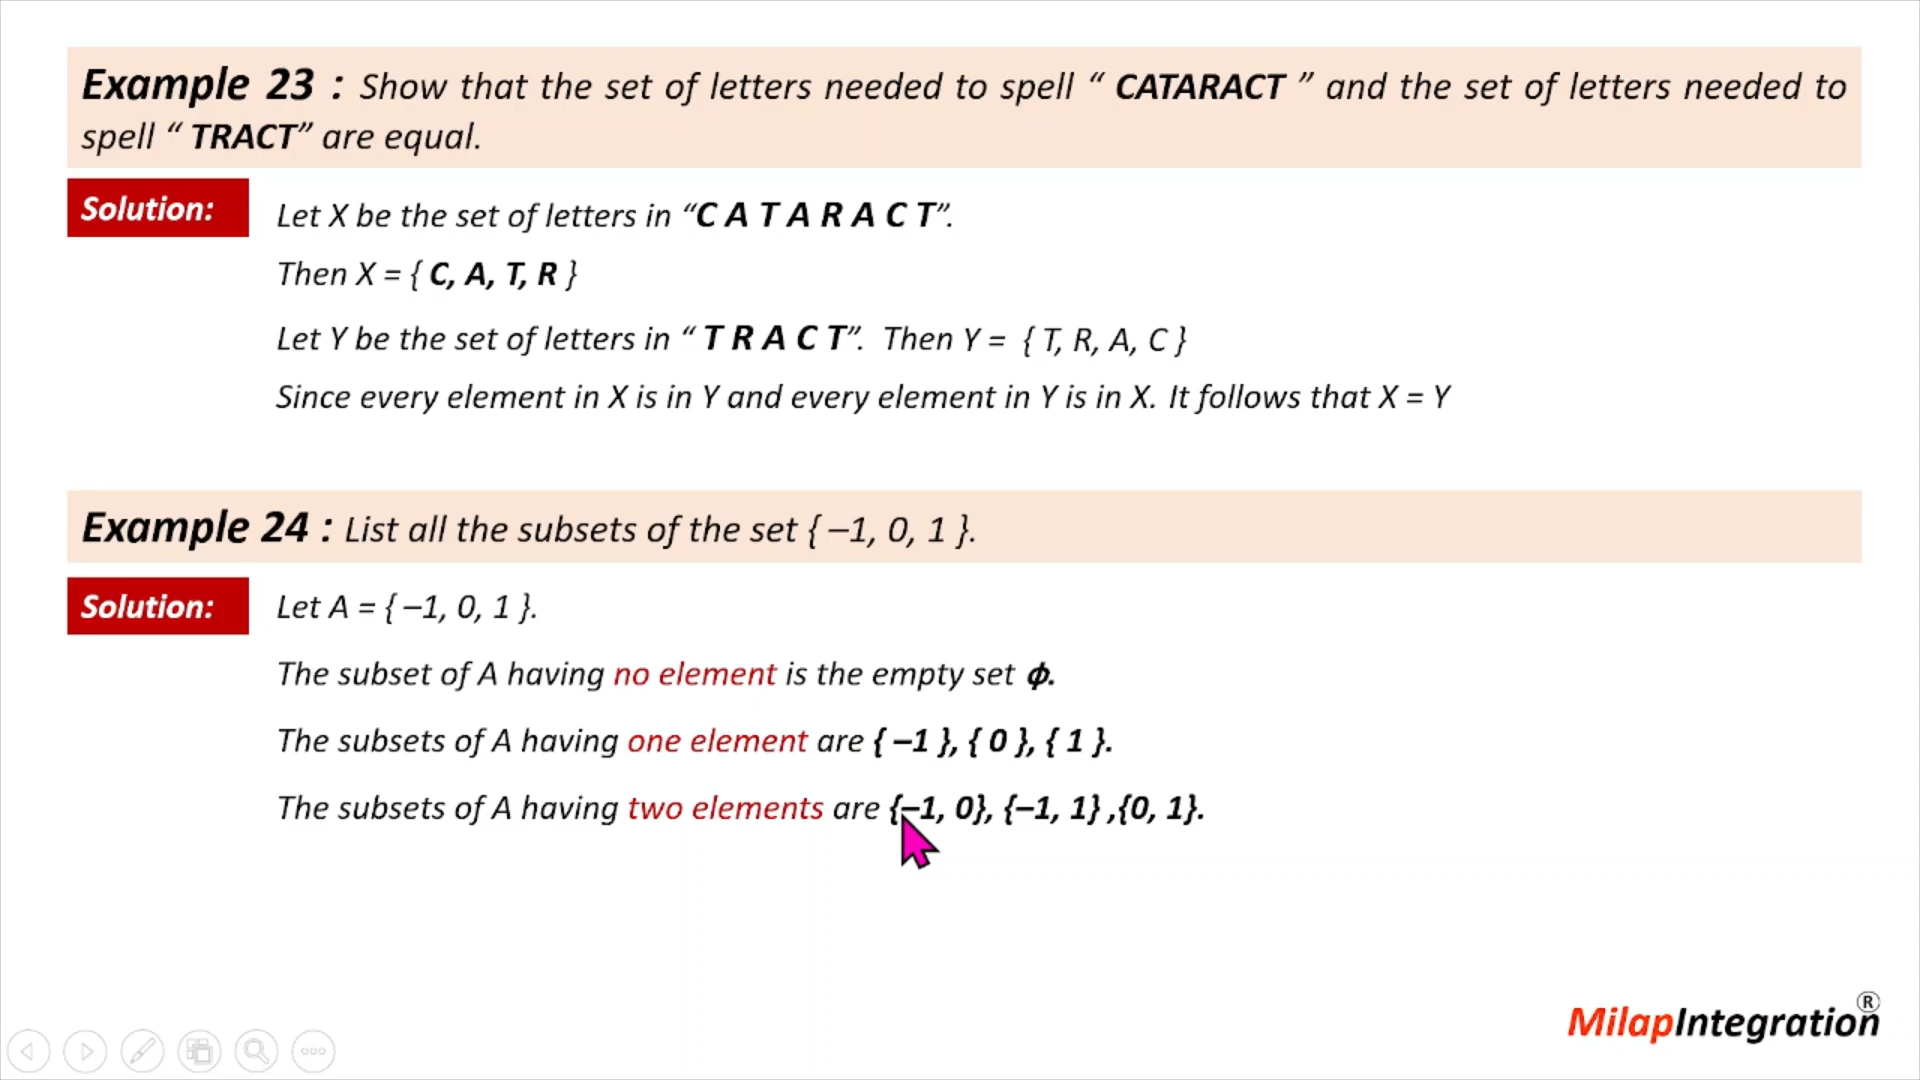 Example 23 : Show that the set of letters needed to spell “ CATARACT ” and the set of letters needed to
spell “ TRACT” are equal.
Solution:
Let X be the set of letters in “C A T A R A C T”.
Then X = { C, A, T, R }
Let Y be the set of letters in “ T R A C T”. Then Y = { T, R, A, C }
Since every element in X is in Y and every element in Y is in X. It follows that X = Y
Example 24 : List all the subsets of the set { –1, 0, 1 }.
Solution:
Let A = { –1, 0, 1 }.
The subset of A having no element is the empty set ϕ.
The subsets of A having one element are { –1 }, { 0 }, { 1 }.
The subsets of A having two elements are {–1, 0}, {–1, 1} ,{0, 1}.
MilapIntegration®